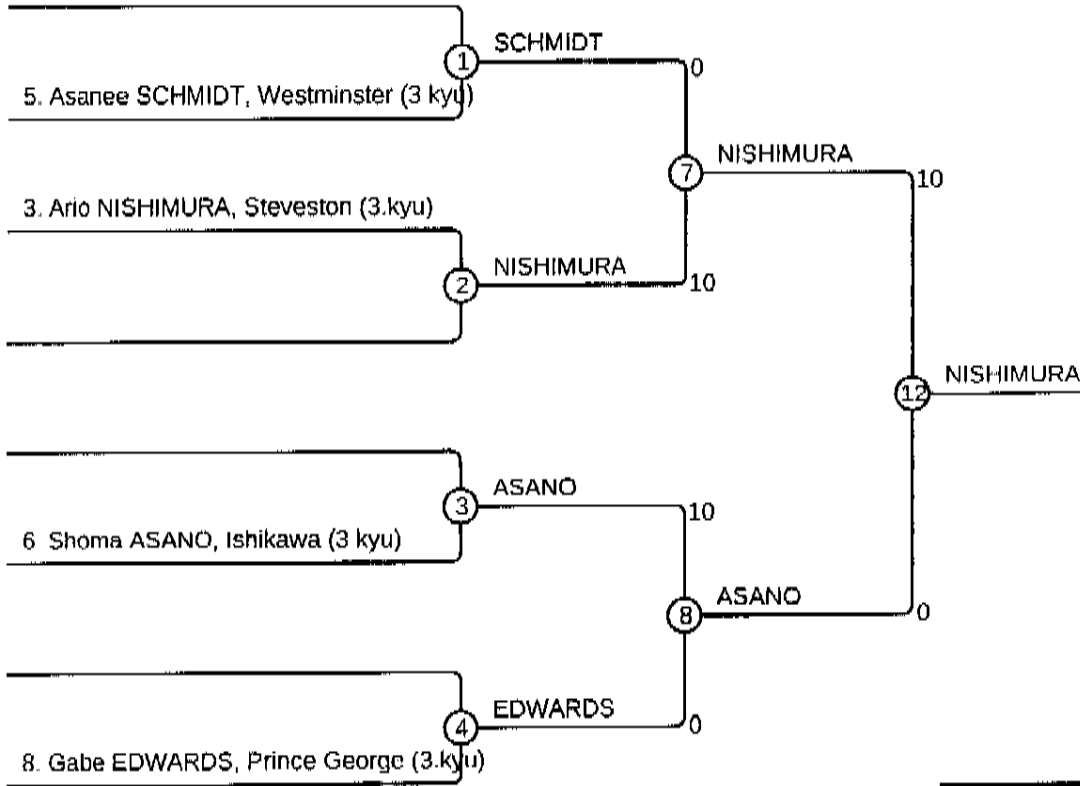 SCHMIDT
1
0
5. Asanee SCHMIDT, Westminster (3 kyu)
NISHIMURA
7
10
3. Ario NISHIMURA, Steveston (3.kyu)
NISHIMURA
2
10
NISHIMURA
12
ASANO
3
10
6 Shoma ASANO, Ishikawa (3 kyu)
ASANO
8
0
EDWARDS
4
0
8. Gabe EDWARDS, Prince George (3.kyu)